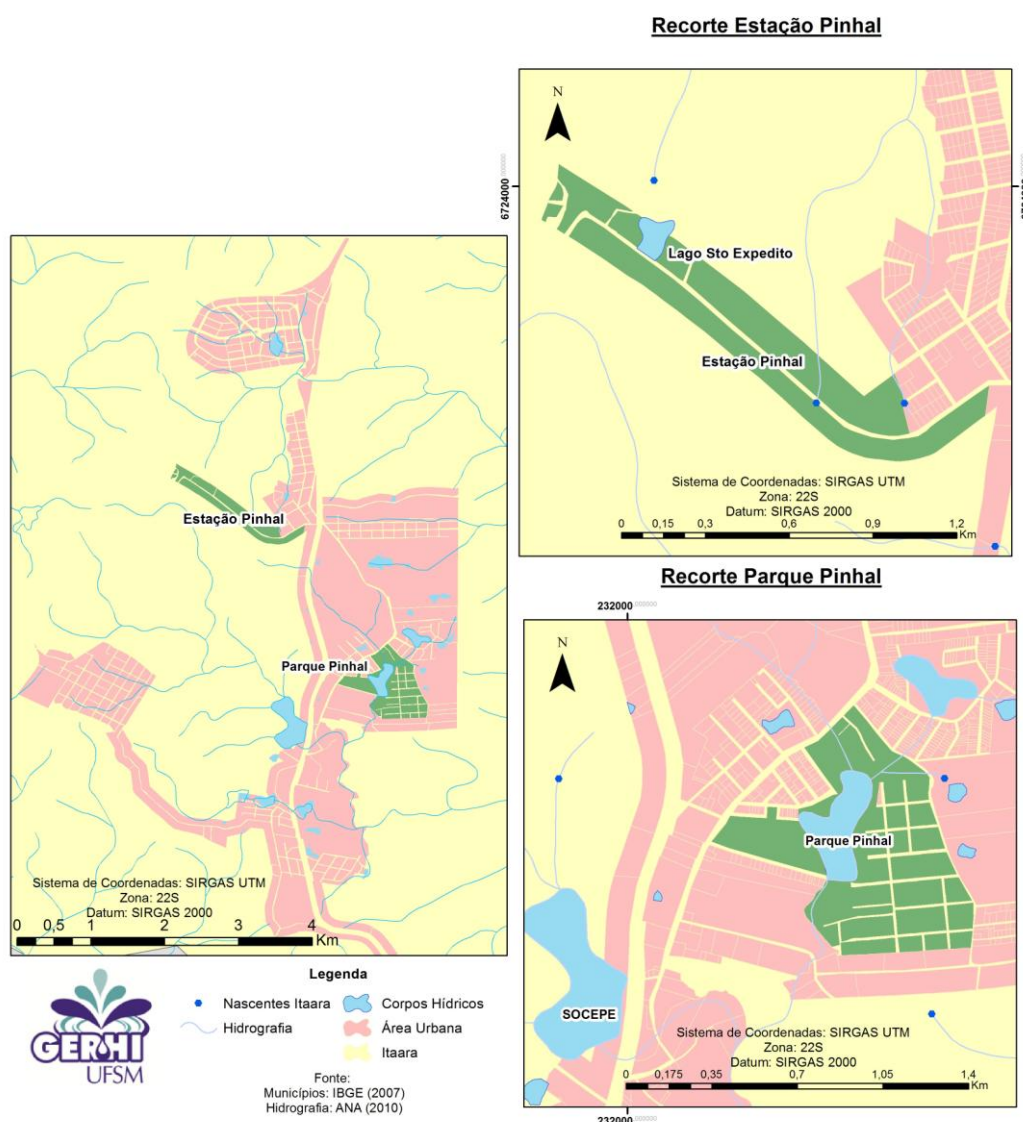 Recorte Estação Pinhal
N
6724000,000000
Lago Sto Expedito
Estação Pinhal
Sistema de Coordenadas: SIRGAS UTM
Zona: 22S
Datum: SIRGAS 2000
0 0,15 0,3 0,6 0,9 1,2
Km
Estação Pinhal
Parque Pinhal
Sistema de Coordenadas: SIRGAS UTM
Zona: 22S
Datum: SIRGAS 2000
0 0,5 1 2 3 4
Km
Recorte Parque Pinhal
232000,000000
N
Parque Pinhal
SOCEPE
Sistema de Coordenadas: SIRGAS UTM
Zona: 22S
Datum: SIRGAS 2000
0 0,175 0,35 0,7 1,05 1,4
Km
232000,000000
GERHI
UFSM
Legenda
Nascentes Itaara
Hidrografia
Corpos Hídricos
Área Urbana
Itaara
Fonte:
Municípios: IBGE (2007)
Hidrografia: ANA (2010)